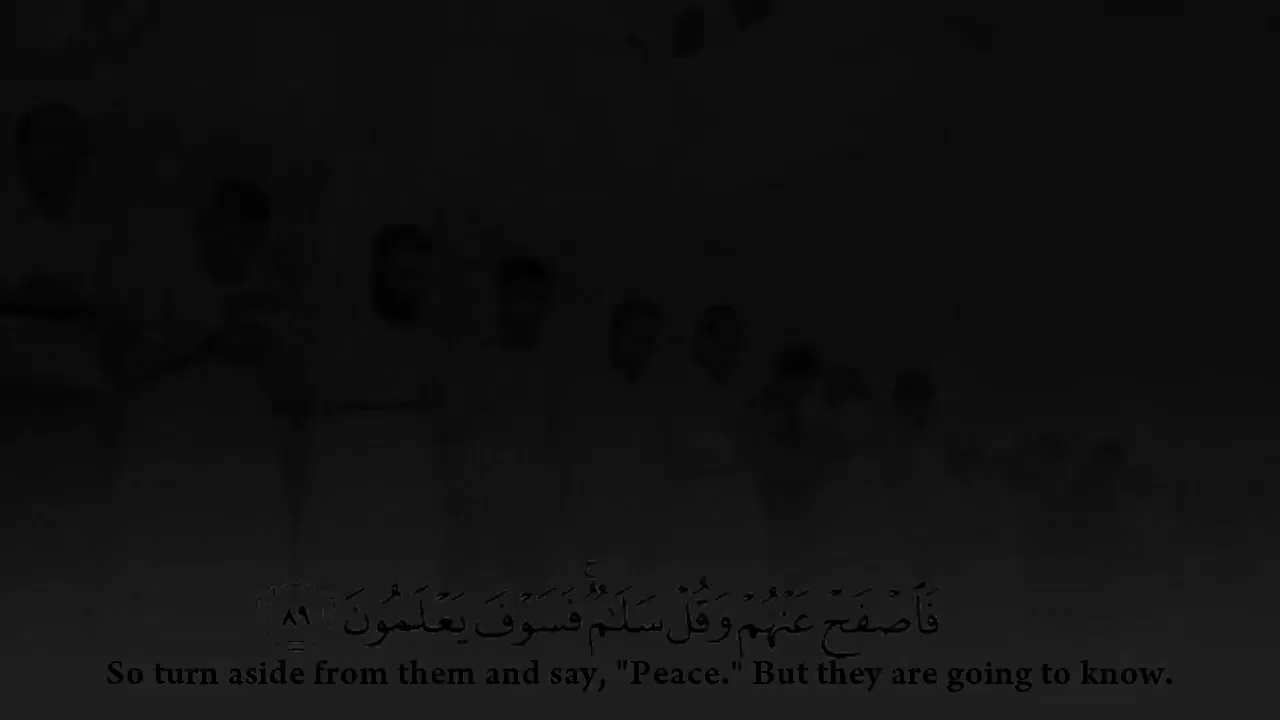 فَٱصْفَحْ عَنْهُمْ وَقُلْ سَلَـٰمٌ ۚ فَسَوْفَ يَعْلَمُونَ ٨٩
So turn aside from them and say, "Peace." But they are going to know.